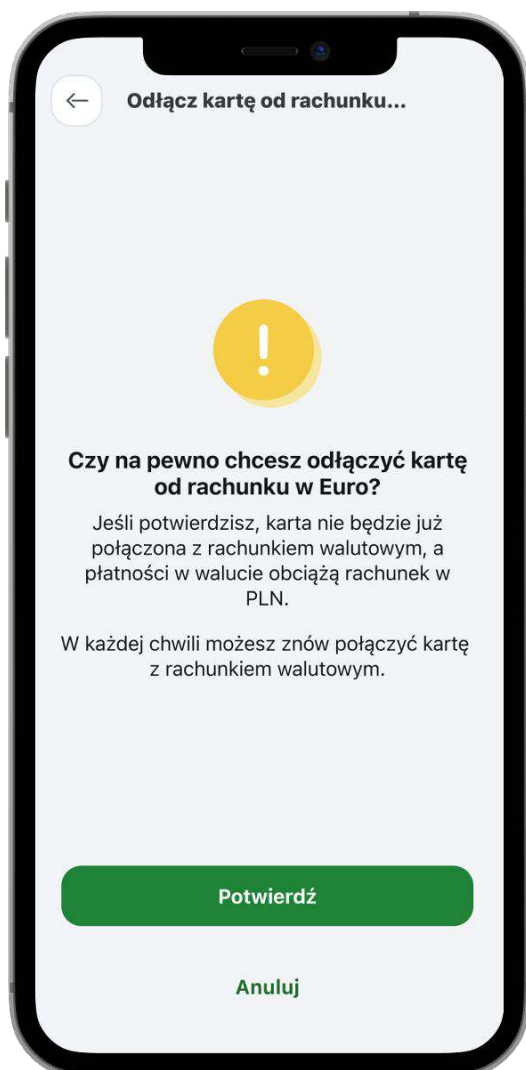 Odłącz kartę od rachunku...
Czy na pewno chcesz odłączyć kartę
od rachunku w Euro?
Jeśli potwierdzisz, karta nie będzie już
połączona z rachunkiem walutowym, a
płatności w walucie obciążą rachunek w
PLN.
W każdej chwili możesz znów połączyć kartę
z rachunkiem walutowym.
Potwierdź
Anuluj